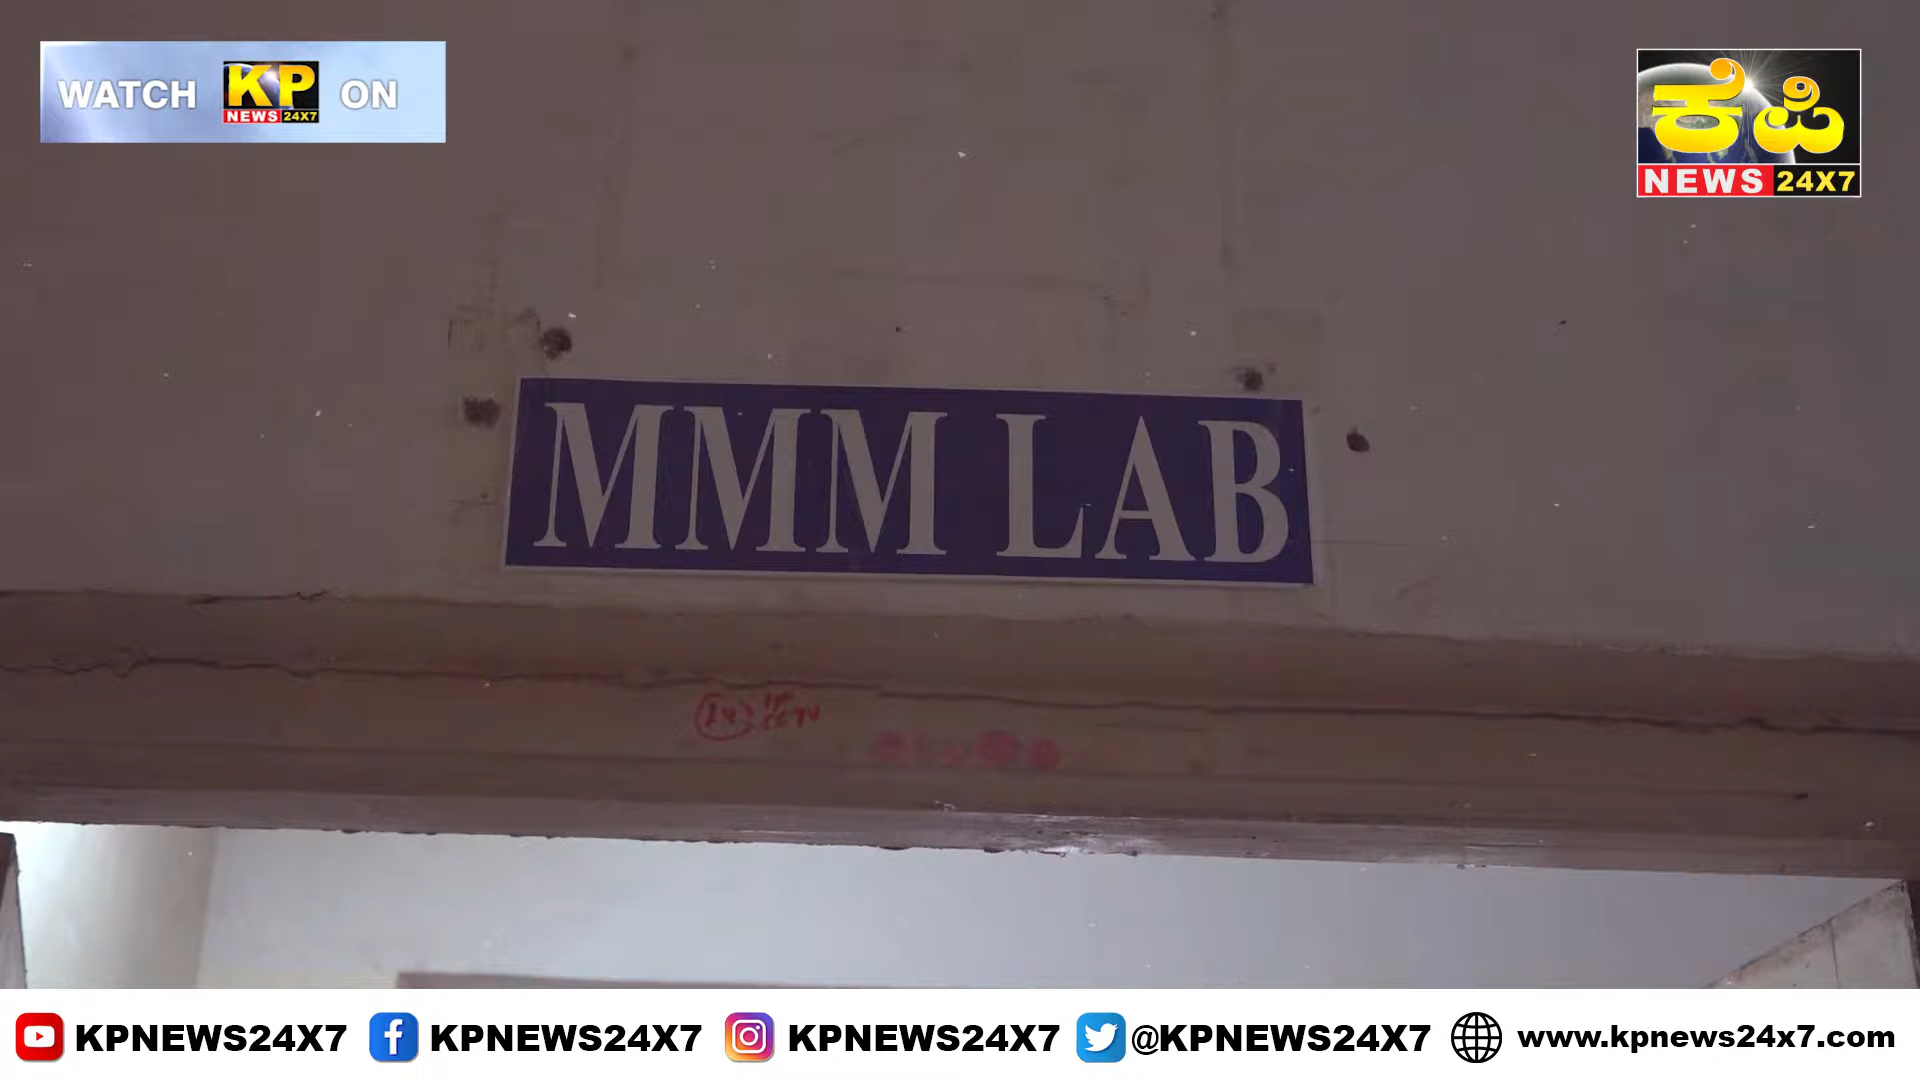 WATCH KP NEWS 24X7 ON
ಕೆಪಿ
NEWS 24X7
MMM LAB
KPNEWS24X7 KPNEWS24X7 KPNEWS24X7 @KPNEWS24X7 www.kpnews24x7.com